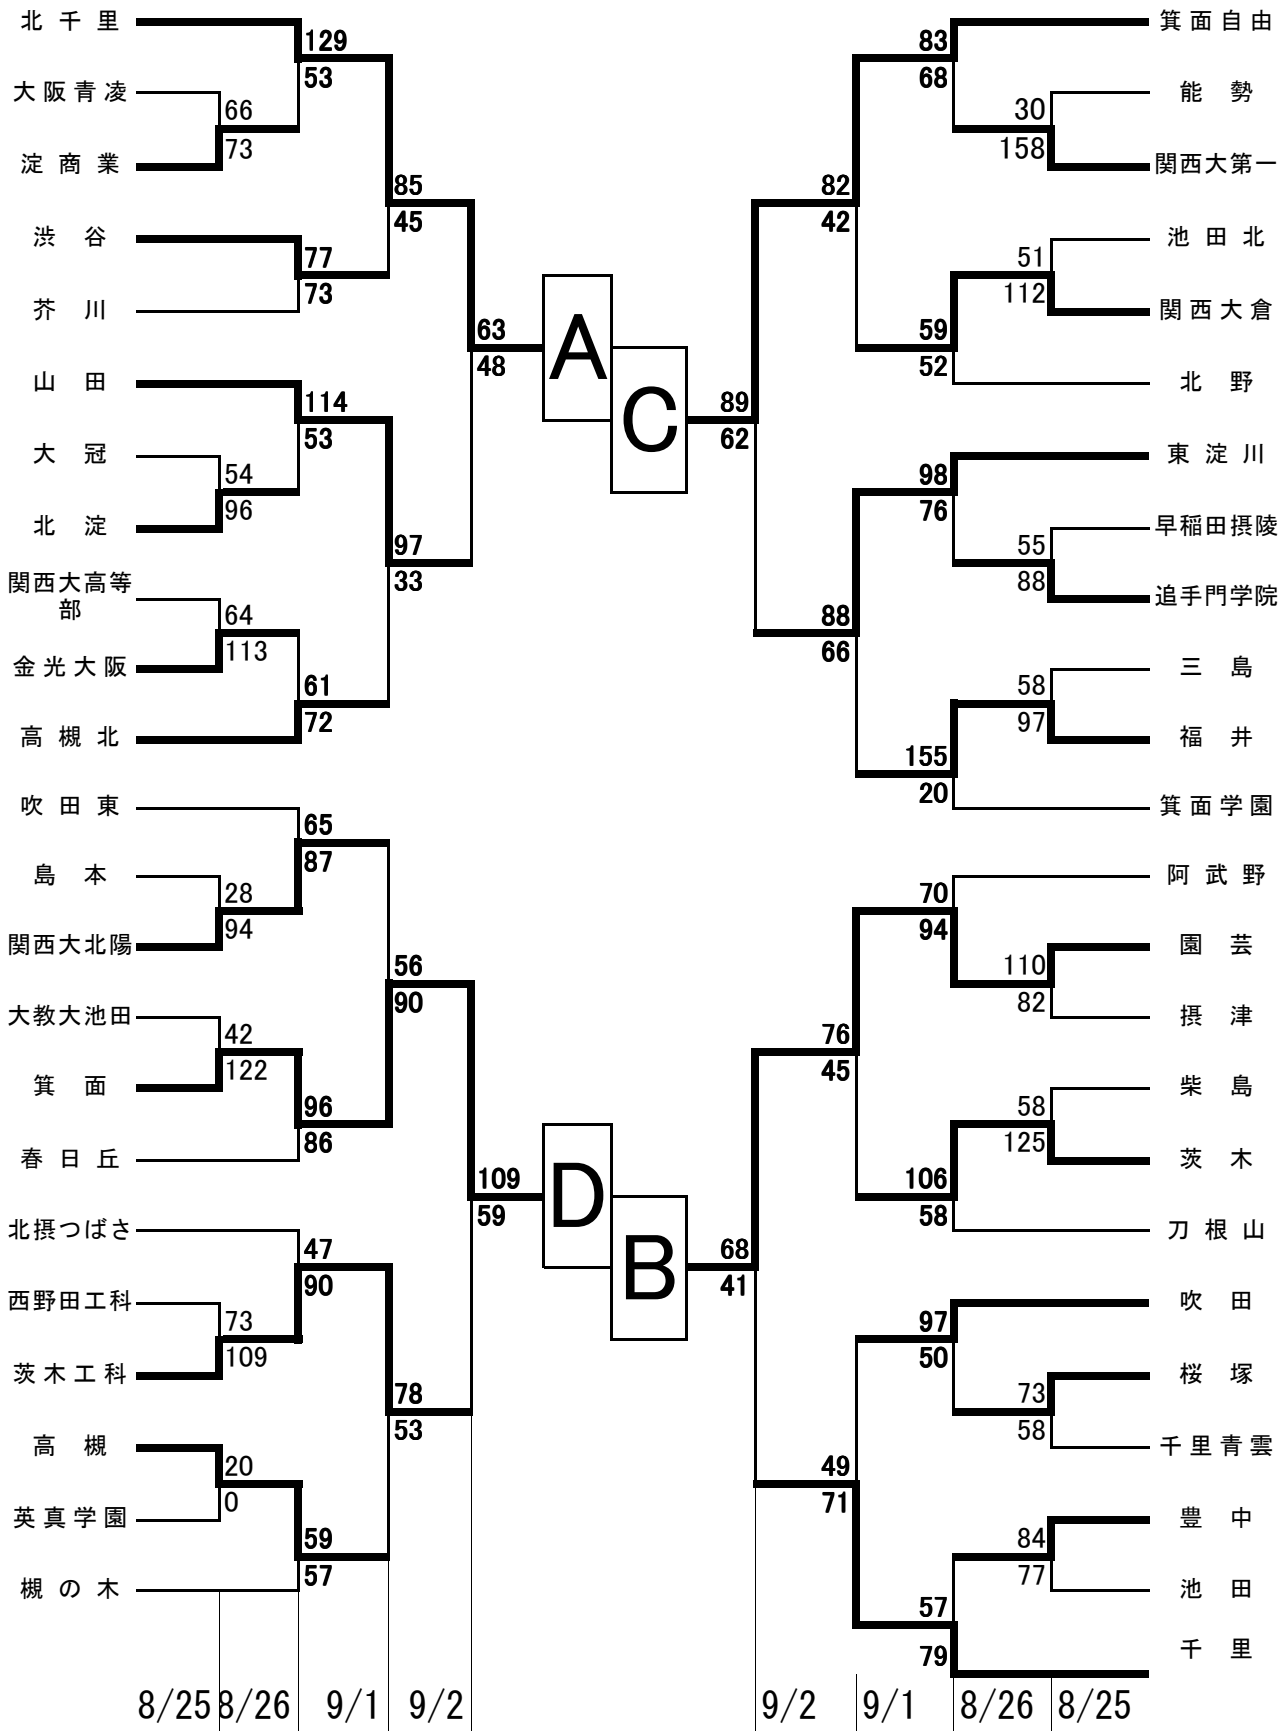 北千里
129
53
大阪青凌
66
73
淀商業
85
45
渋谷
77
73
芥川
63
48
山田
114
53
大冠
54
96
北淀
97
33
関西大高等
部
64
113
金光大阪
61
72
高槻北
吹田東
65
87
島本
28
94
関西大北陽
56
90
大教大池田
42
122
箕面
96
86
春日丘
109
59
北摂つばさ
47
90
西野田工科
73
109
茨木工科
78
53
高槻
20
0
英真学園
59
57
槻の木
8/25
8/26
9/1
9/2
A
C
D
B
箕面自由
83
68
能勢
30
158
関西大第一
82
42
池田北
51
112
関西大倉
59
52
北野
89
62
東淀川
98
76
早稲田摂陵
55
88
追手門学院
88
66
三島
58
97
福井
155
20
箕面学園
阿武野
70
94
園芸
110
82
摂津
76
45
柴島
58
125
茨木
106
58
刀根山
68
41
吹田
97
50
桜塚
73
58
千里青雲
49
71
豊中
84
77
池田
57
79
千里
9/2
9/1
8/26
8/25